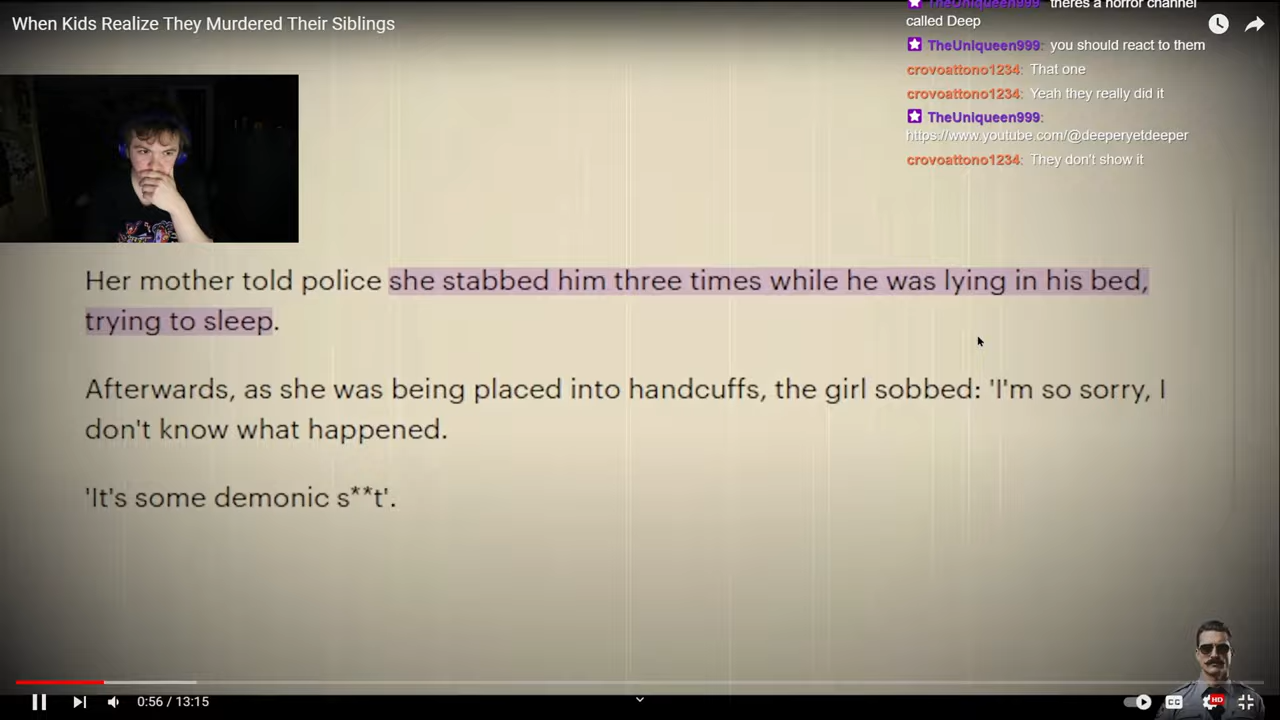 When Kids Realize They Murdered Their Siblings
TheUniqueen999: theres a horror channel
called Deep
TheUniqueen999: you should react to them
crovoattono1234: That one
crovoattono1234: Yeah they really did it
TheUniqueen999:
https://www.youtube.com/@deeperyetdeeper
crovoattono1234: They don't show it
Her mother told police she stabbed him three times while he was lying in his bed,
trying to sleep.
Afterwards, as she was being placed into handcuffs, the girl sobbed: 'I'm so sorry, I
don't know what happened.
'It's some demonic s**t'.
0:56 / 13:15
CC
HD